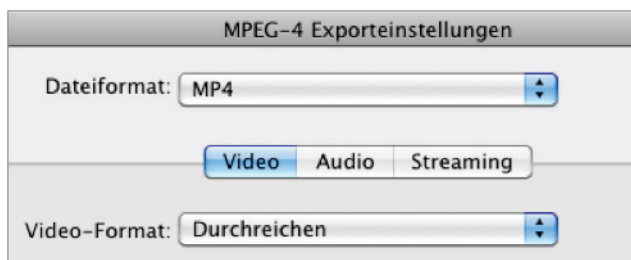 MPEG-4 Exporteinstellungen
Dateiformat: MP4
Video Audio Streaming
Video-Format: Durchreichen